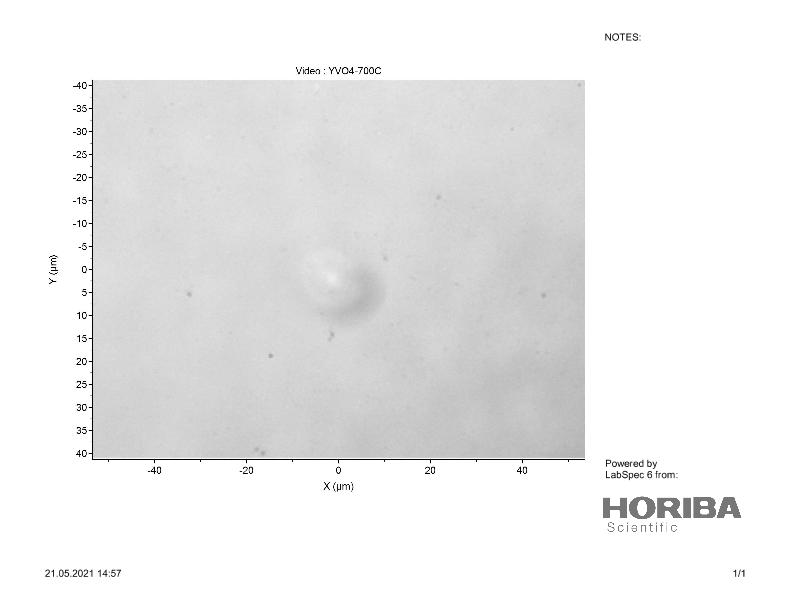 NOTES:
Video : YVO4-700C
-40
-35
-30
-25
-20
-15
-10
-5
0
5
10
15
20
25
30
35
40
Y (µm)
-40 -20 0 20 40
X (µm)
Powered by
LabSpec 6 from:
HORIBA
Scientific
21.05.2021 14:57
1/1